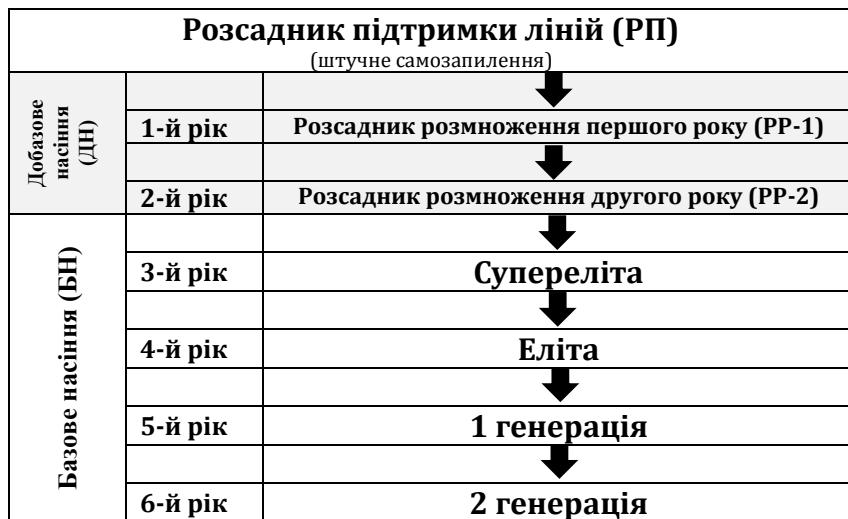 Розсадник підтримки ліній (РП)
(штучне самозапилення)
Добазове
насіння
(ДН)
1-й рік
Розсадник розмноження першого року (РР-1)
2-й рік
Розсадник розмноження другого року (РР-2)
Базове насіння (БН)
3-й рік
Супереліта
4-й рік
Еліта
5-й рік
1 генерація
6-й рік
2 генерація